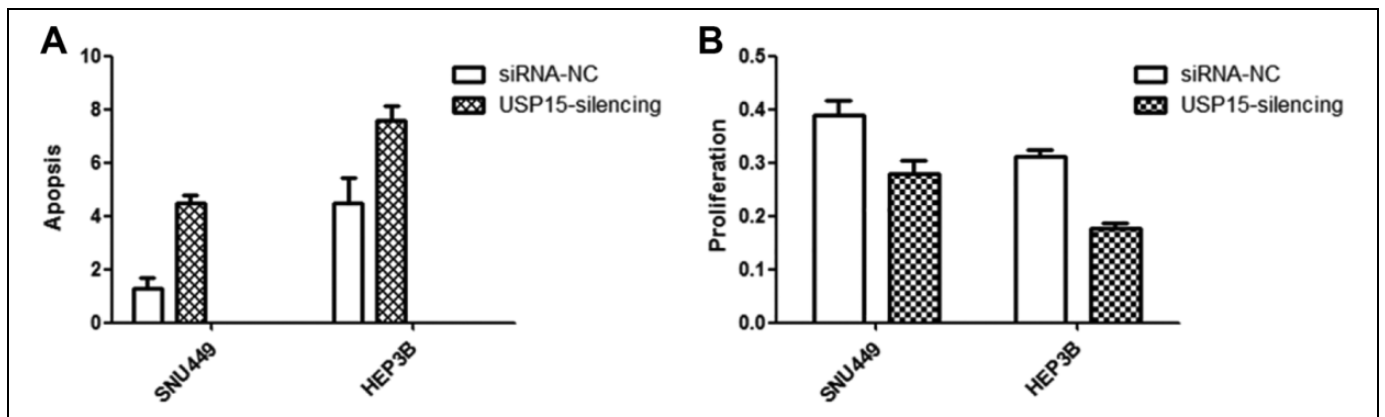 A
10
8
6
4
2
0
Apopsis
siRNA-NC
USP15-silencing
SNU449
HEP3B
B
0.5
0.4
0.3
0.2
0.1
0.0
Proliferation
siRNA-NC
USP15-silencing
SNU449
HEP3B